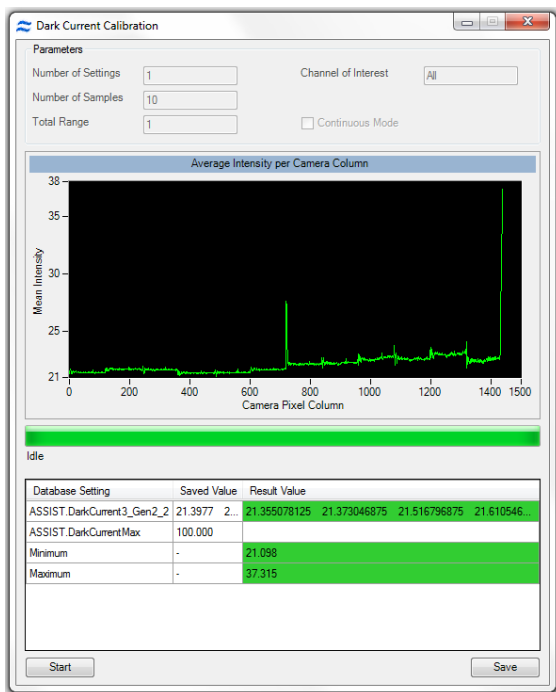 Dark Current Calibration
Parameters
Number of Settings 1 Channel of Interest All
Number of Samples 10
Total Range 1 Continuous Mode
Average Intensity per Camera Column
38
35
30
25
21
Mean Intensity
0 200 400 600 800 1000 1200 1400 1500
Camera Pixel Column
Idle
Database Setting Saved Value Result Value
ASSIST.DarkCurrent3_Gen2_2 21.3977 2... 21.355078125 21.373046875 21.516796875 21.610546...
ASSIST.DarkCurrentMax 100.000
Minimum - 21.098
Maximum - 37.315
Start Save